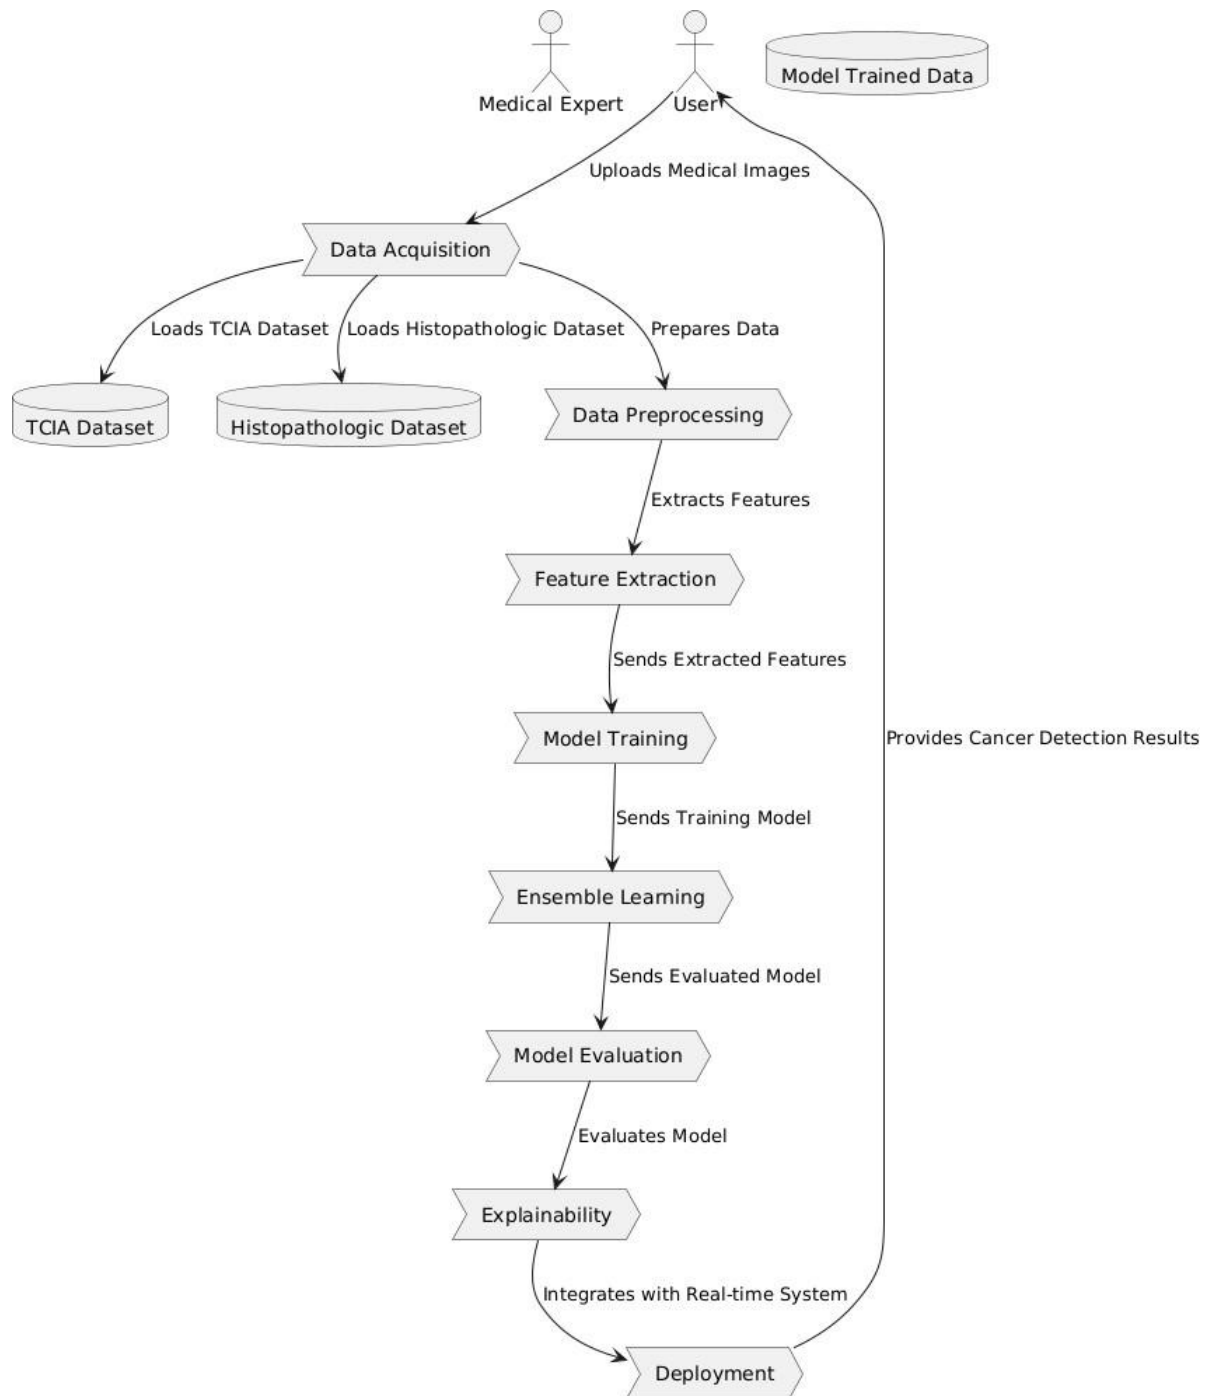 Model Trained Data
Medical Expert
User
Uploads Medical Images
Data Acquisition
Loads TCIA Dataset
Loads Histopathologic Dataset
Prepares Data
TCIA Dataset
Histopathologic Dataset
Data Preprocessing
Extracts Features
Feature Extraction
Sends Extracted Features
Model Training
Provides Cancer Detection Results
Sends Training Model
Ensemble Learning
Sends Evaluated Model
Model Evaluation
Evaluates Model
Explainability
Integrates with Real-time System
Deployment